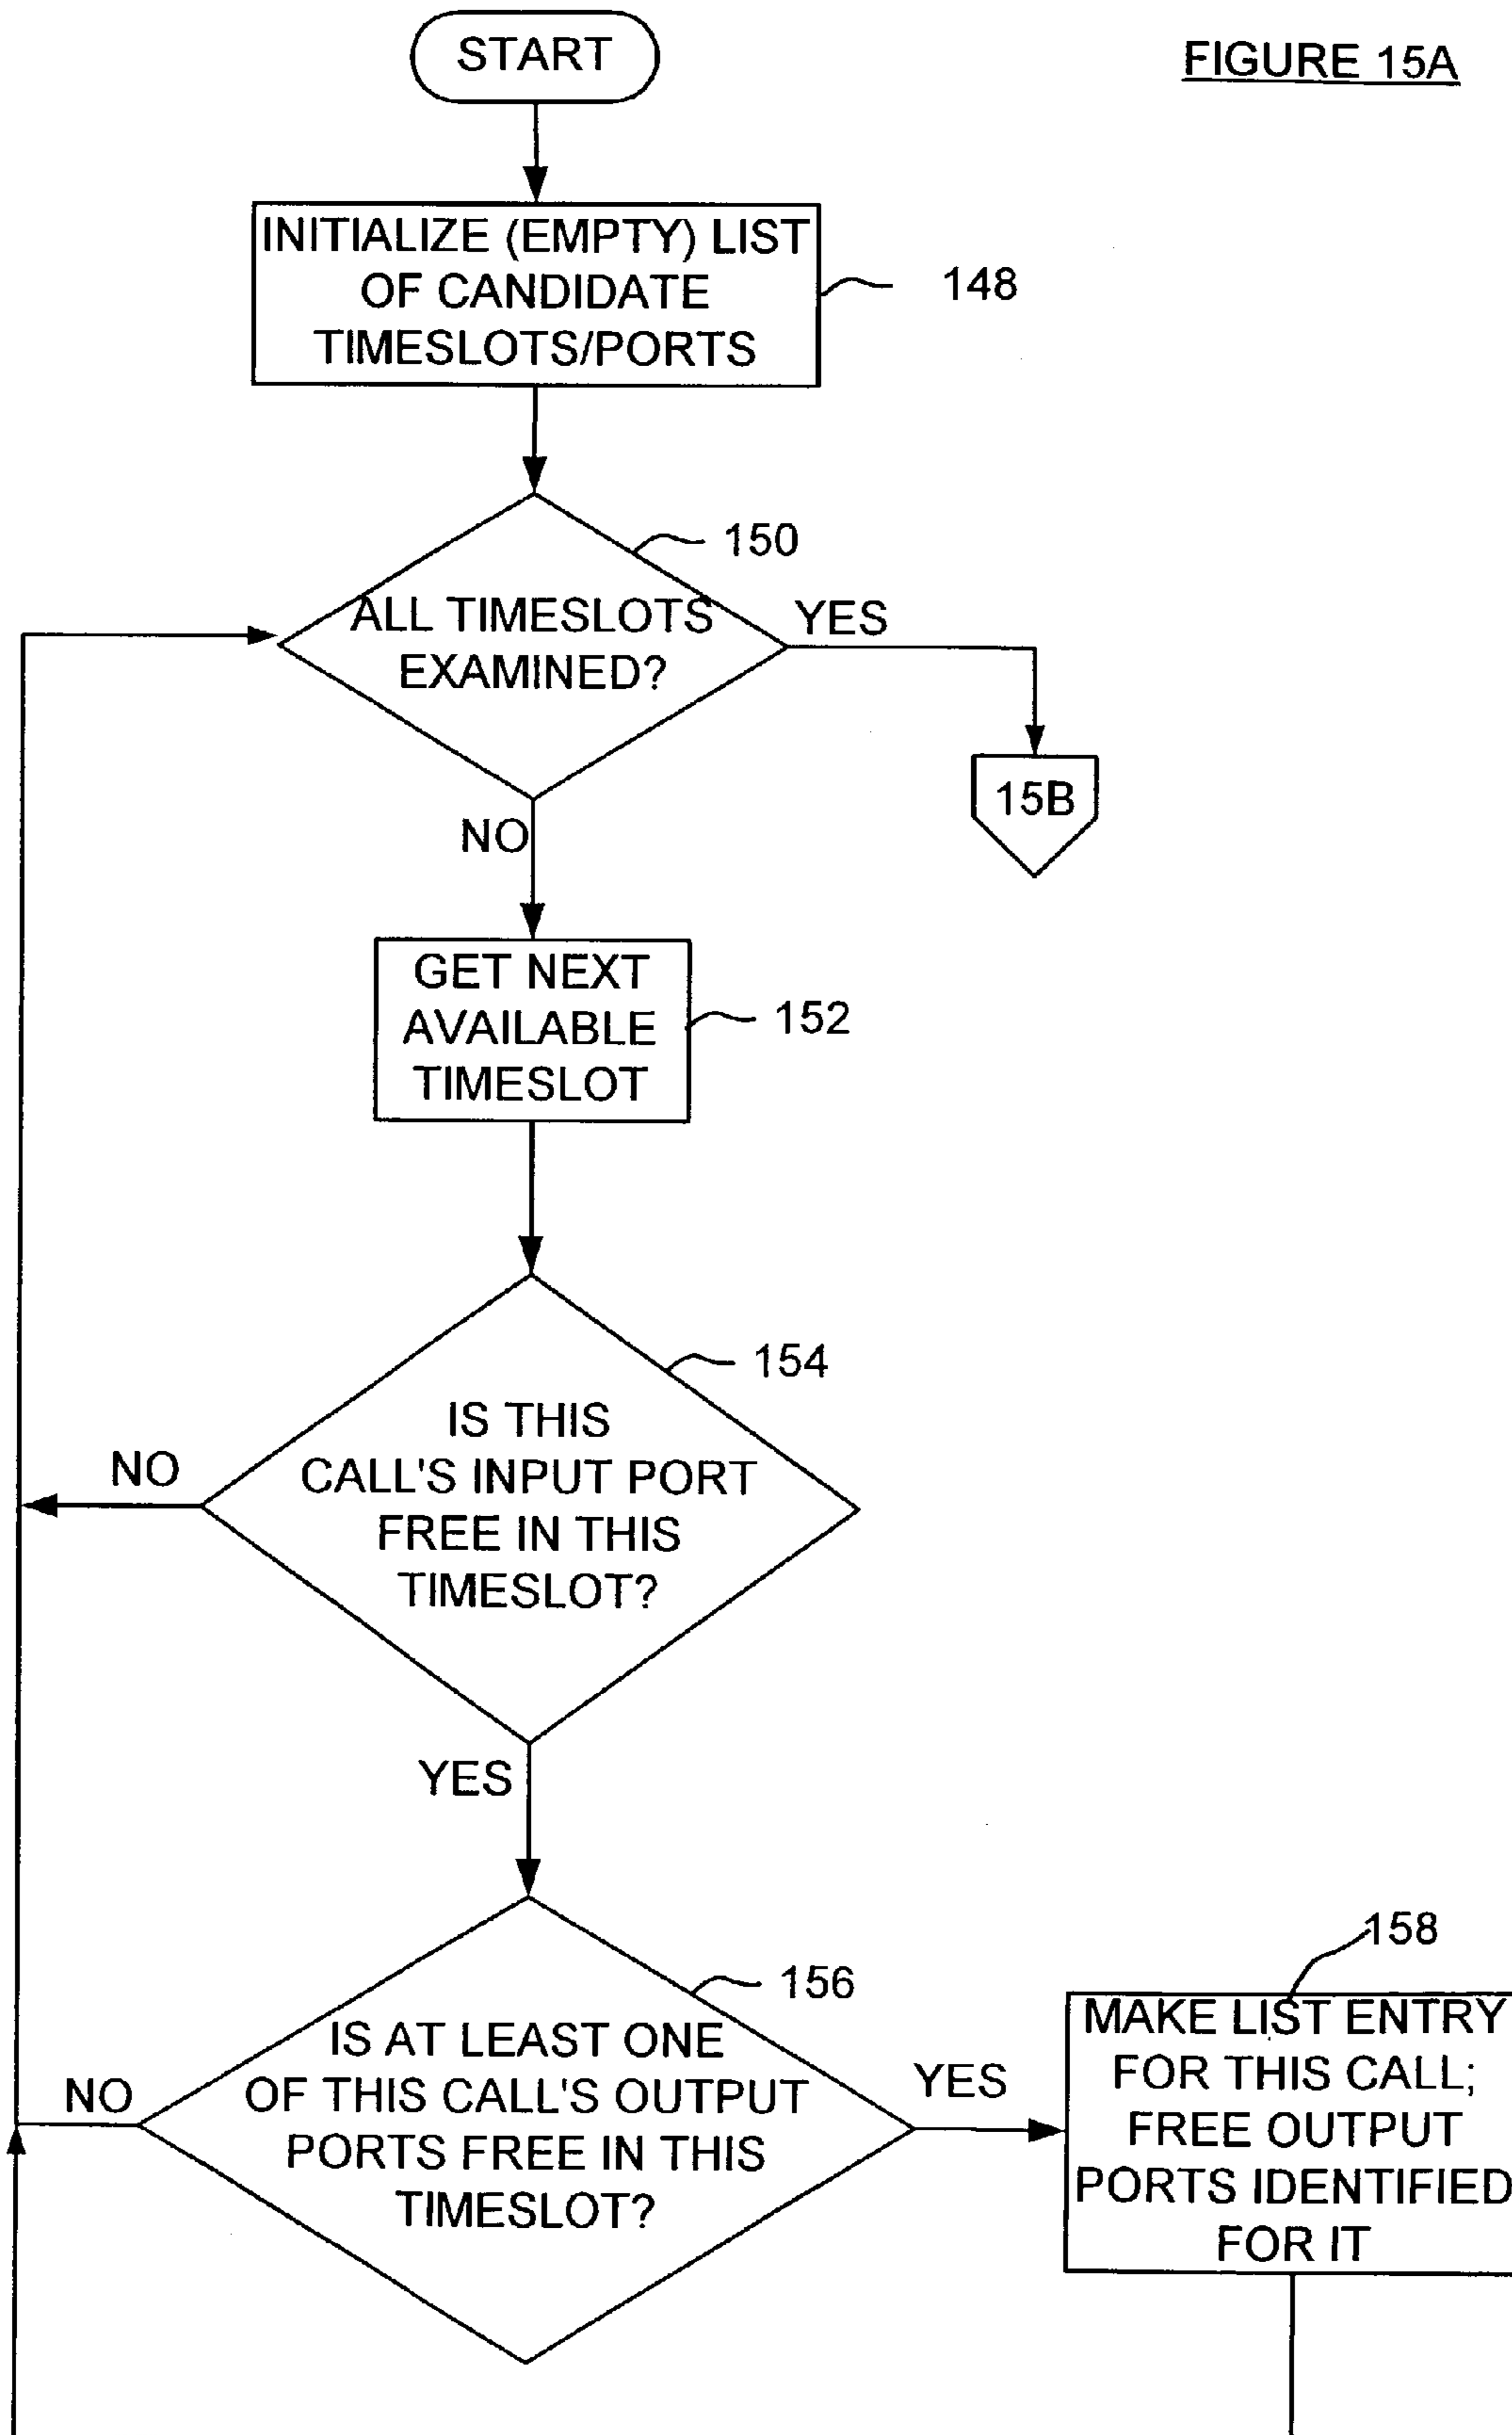 START
FIGURE 15A
INITIALIZE (EMPTY) LIST
OF CANDIDATE
TIMESLOTS/PORTS
148
150
ALL TIMESLOTS
EXAMINED?
YES
15B
NO
GET NEXT
AVAILABLE
TIMESLOT
152
154
IS THIS
CALL'S INPUT PORT
FREE IN THIS
TIMESLOT?
NO
YES
158
156
IS AT LEAST ONE
OF THIS CALL'S OUTPUT
PORTS FREE IN THIS
TIMESLOT?
NO
YES
MAKE LIST ENTRY
FOR THIS CALL;
FREE OUTPUT
PORTS IDENTIFIED
FOR IT